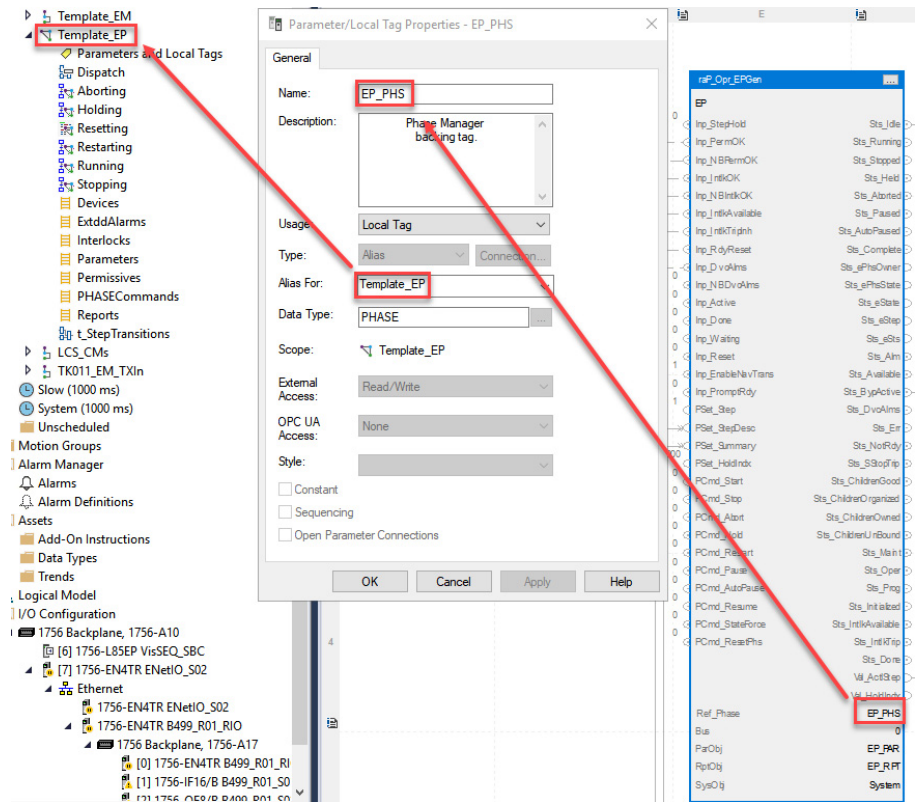 Template_EM
Template_EP
Parameters and Local Tags
Dispatch
Aborting
Holding
Resetting
Restarting
Running
Stopping
Devices
ExtddAlarms
Interlocks
Parameters
Permissives
PHASECommands
Reports
t_StepTransitions
LCS_CMs
TK011_EM_TXIn
Slow (1000 ms)
System (1000 ms)
Unscheduled
Motion Groups
Alarm Manager
Alarms
Alarm Definitions
Assets
Add-On Instructions
Data Types
Trends
Logical Model
I/O Configuration
1756 Backplane, 1756-A10
[6] 1756-L85EP VisSEQ_SBC
[7] 1756-EN4TR ENetIO_S02
Ethernet
1756-EN4TR ENetIO_S02
1756-EN4TR B499_R01_RIO
1756 Backplane, 1756-A17
[0] 1756-EN4TR B499_R01_RI
[1] 1756-IF16/B B499_R01_S0
[2] 1756-OF8/B B499_R01_S0
Parameter/Local Tag Properties - EP_PHS
General
Name: EP_PHS
Description: Phase Manager
backing tag.
Usage: Local Tag
Type: Alias Connection...
Alias For: Template_EP
Data Type: PHASE ...
Scope: Template_EP
External
Access: Read/Write
OPC UA
Access: None
Style:
Constant
Sequencing
Open Parameter Connections
OK Cancel Apply Help
4
E
raP_Opr_EPGen ...
EP
Inp_StepHold Sts_Idle
Inp_PermOK Sts_Running
Inp_NBPermOK Sts_Stopped
Inp_IntlkOK Sts_Held
Inp_NBIntlkOK Sts_Aborted
Inp_IntlkAvailable Sts_Paused
Inp_IntlkTripInh Sts_AutoPaused
Inp_RdyReset Sts_Complete
Inp_DvoAlms Sts_ePhsOwner
Inp_NBDvoAlms Sts_ePhsState
Inp_Active Sts_eState
Inp_Done Sts_eStep
Inp_Waiting Sts_eSts
Inp_Reset Sts_Alm
Inp_EnableNavTrans Sts_Available
Inp_PromptRdy Sts_BypActive
PSet_Step Sts_DvoAlms
PSet_StepDesc Sts_Err
PSet_Summary Sts_NotRdy
PSet_HoldIndx Sts_SStopTrip
PCmd_Start Sts_ChildrenGood
PCmd_Stop Sts_ChildrenOrganized
PCmd_Abort Sts_ChildrenOwned
PCmd_Hold Sts_ChildrenUnBound
PCmd_Restart Sts_Maint
PCmd_Pause Sts_Oper
PCmd_AutoPause Sts_Prog
PCmd_Resume Sts_Initialized
PCmd_StateForce Sts_IntlkAvailable
PCmd_ResetPhs Sts_IntlkTrip
Sts_Done
Val_ActlStep
Val_HoldIndx
Ref_Phase EP_PHS
Bus 0
ParObj EP_PAR
RptObj EP_RPT
SysObj System